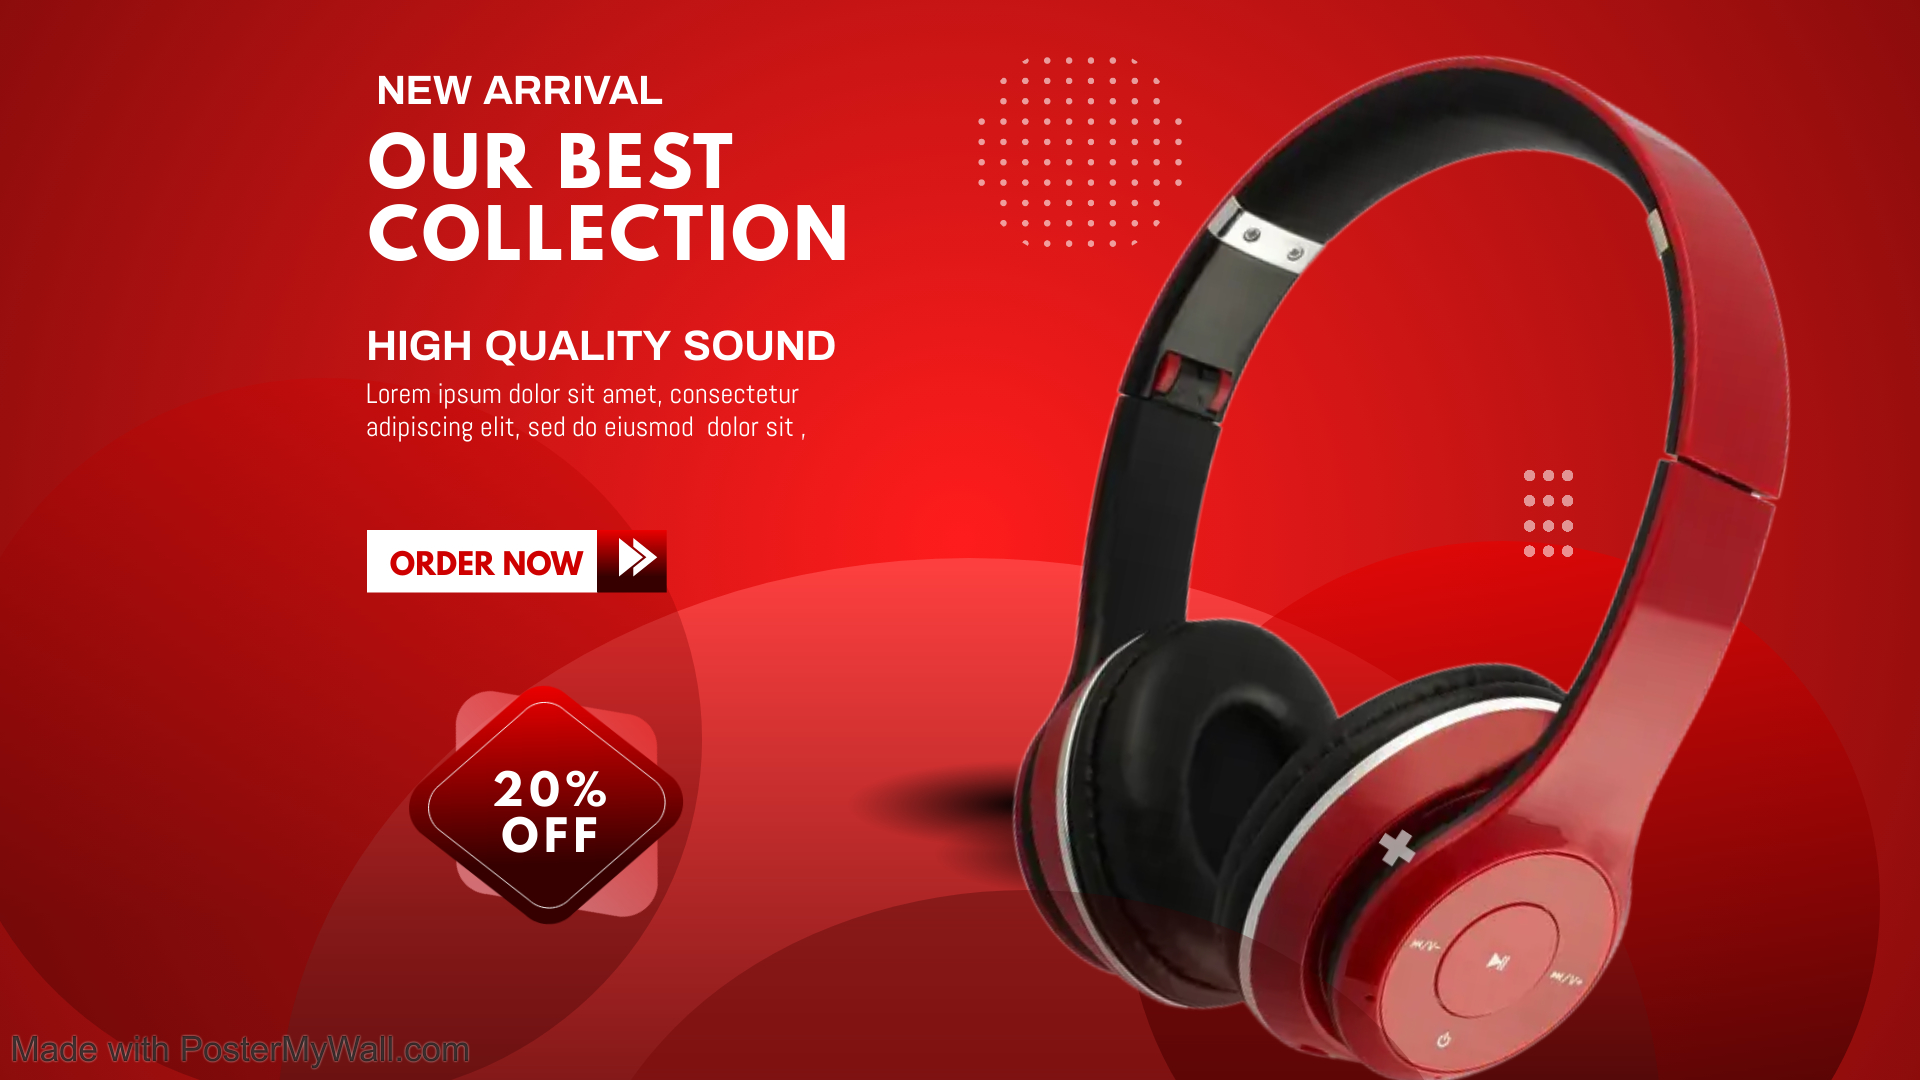 NEW ARRIVAL
OUR BEST
COLLECTION
HIGH QUALITY SOUND
Lorem ipsum dolor sit amet, consectetur
adipiscing elit, sed do eiusmod  dolor sit ,
ORDER NOW
20%
OFF
V-
V+
Made with PosterMyWall.com